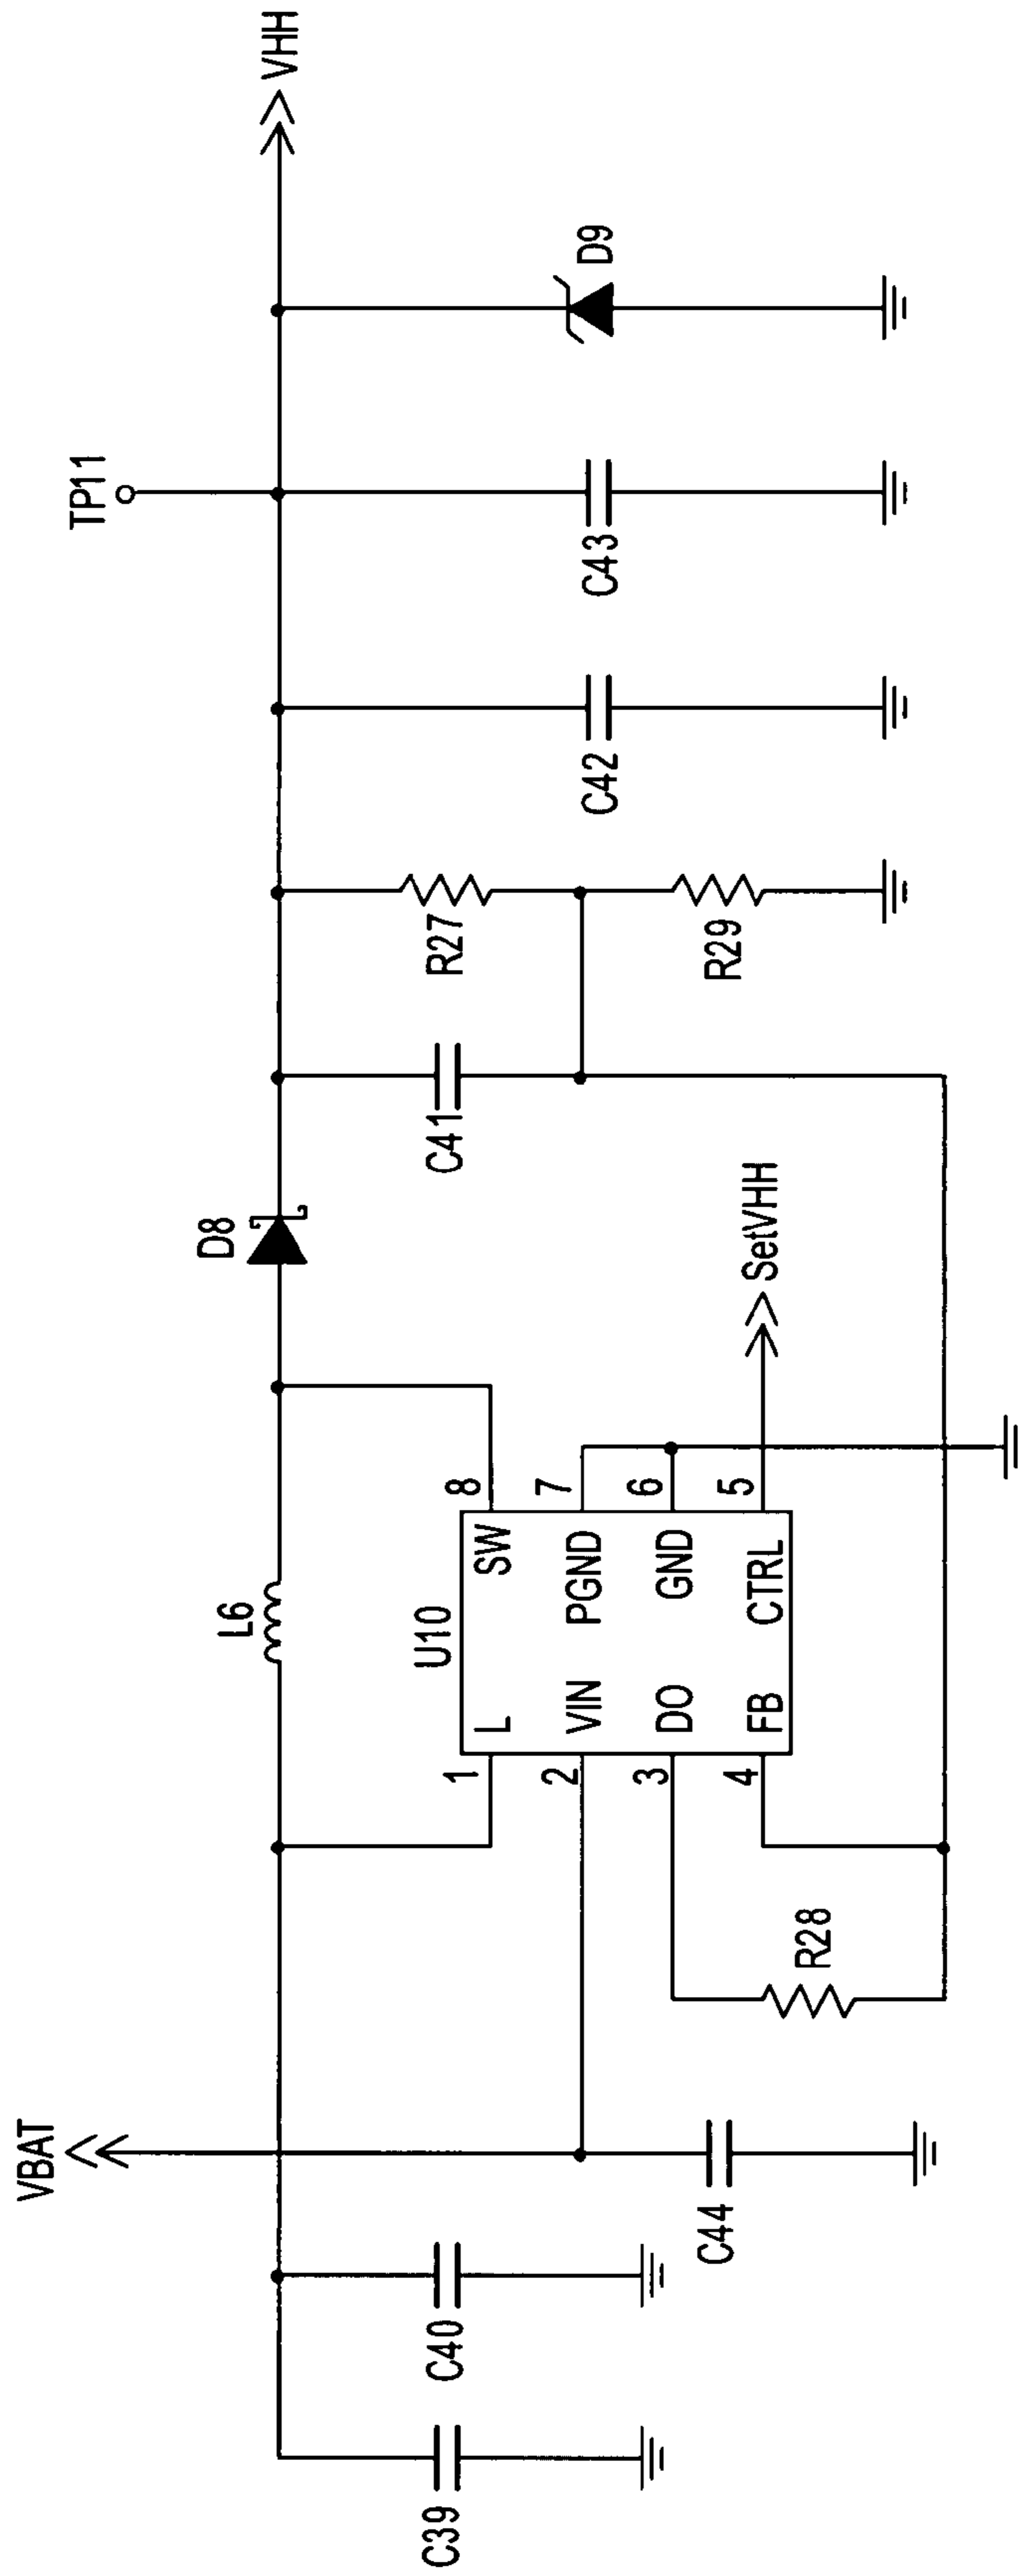 VBAT
VHH
TP11
L6
D8
D9
C39
C40
C44
C41
C42
C43
R27
R29
R28
U10
1
L
SW
8
2
VIN
PGND
7
3
DO
GND
6
4
FB
CTRL
5
SetVHH